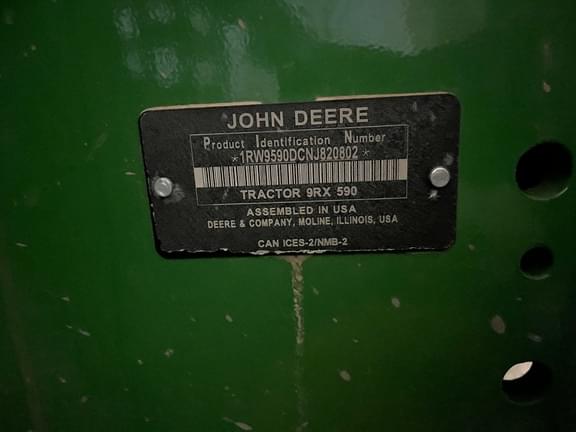 JOHN DEERE
Product Identification Number
*1RW9590DCNJ820802*
TRACTOR 9RX 590
ASSEMBLED IN USA
DEERE & COMPANY, MOLINE, ILLINOIS, USA
CAN ICES-2/NMB-2